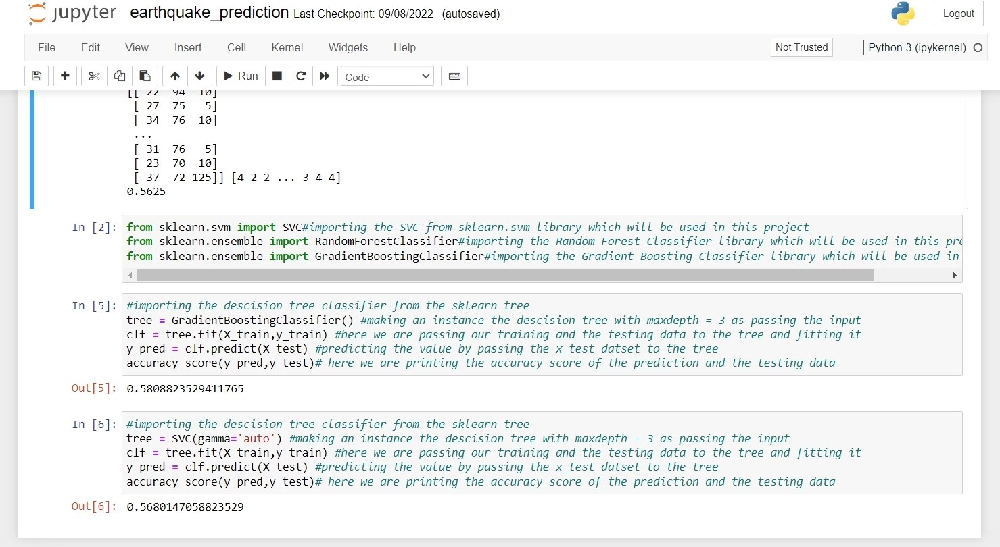 jupyter earthquake_prediction Last Checkpoint: 09/08/2022 (autosaved) Logout
File Edit View Insert Cell Kernel Widgets Help Not Trusted Python 3 (ipykernel)
Run Code
[[ 22 94 10]
[ 27 75 5]
[ 34 76 10]
...
[ 31 76 5]
[ 23 70 10]
[ 37 72 125]] [4 2 2 ... 3 4 4]
0.5625
In [2]: from sklearn.svm import SVC#importing the SVC from sklearn.svm library which will be used in this project
from sklearn.ensemble import RandomForestClassifier#importing the Random Forest Classifier library which will be used in this pro
from sklearn.ensemble import GradientBoostingClassifier#importing the Gradient Boosting Classifier library which will be used in
In [5]: #importing the descision tree classifier from the sklearn tree
tree = GradientBoostingClassifier() #making an instance the descision tree with maxdepth = 3 as passing the input
clf = tree.fit(X_train,y_train) #here we are passing our training and the testing data to the tree and fitting it
y_pred = clf.predict(X_test) #predicting the value by passing the x_test datset to the tree
accuracy_score(y_pred,y_test)# here we are printing the accuracy score of the prediction and the testing data
Out[5]: 0.5808823529411765
In [6]: #importing the descision tree classifier from the sklearn tree
tree = SVC(gamma='auto') #making an instance the descision tree with maxdepth = 3 as passing the input
clf = tree.fit(X_train,y_train) #here we are passing our training and the testing data to the tree and fitting it
y_pred = clf.predict(X_test) #predicting the value by passing the x_test datset to the tree
accuracy_score(y_pred,y_test)# here we are printing the accuracy score of the prediction and the testing data
Out[6]: 0.5680147058823529